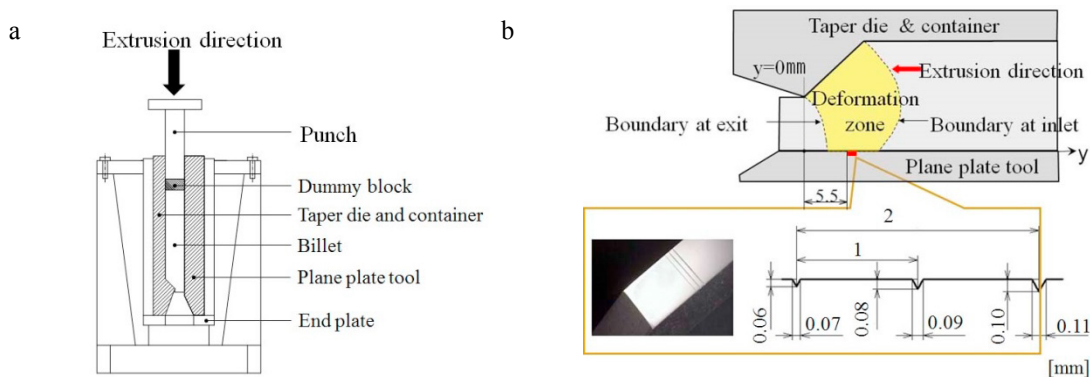 a
Extrusion direction
Punch
Dummy block
Taper die and container
Billet
Plane plate tool
End plate
b
Taper die & container
y=0mm
Extrusion direction
Deformation
zone
Boundary at exit
Boundary at inlet
y
Plane plate tool
5.5
2
1
0.06
0.07
0.08
0.09
0.10
0.11
[mm]